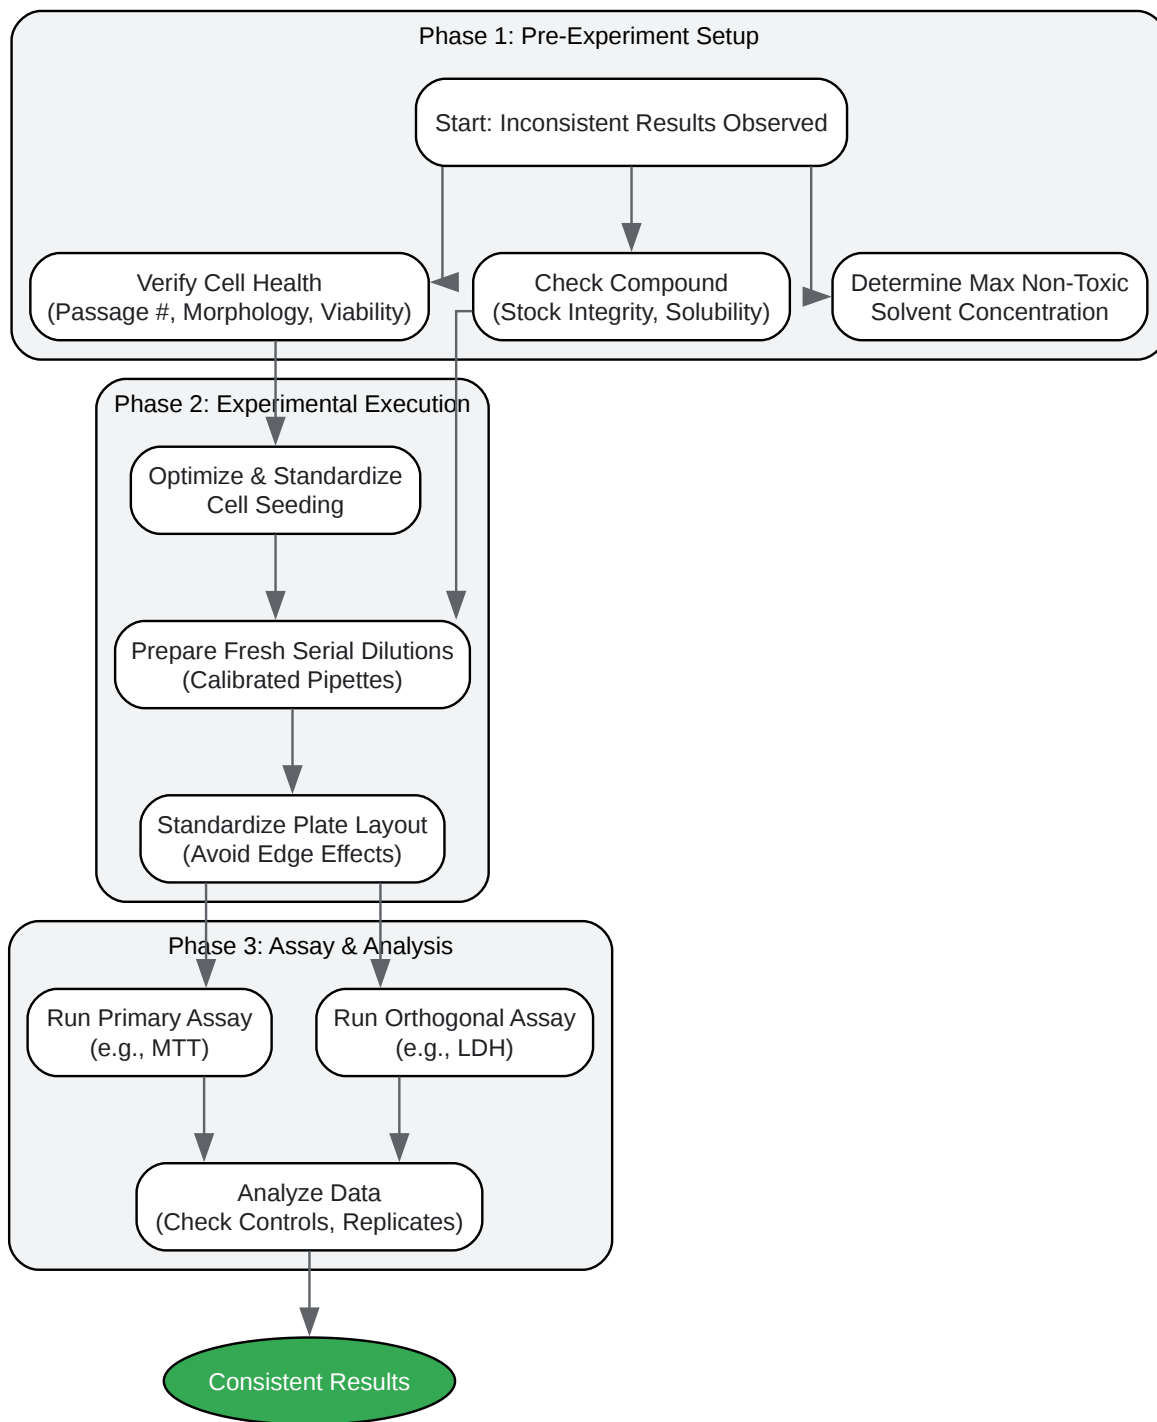 Phase 1: Pre-Experiment Setup
Start: Inconsistent Results Observed
Verify Cell Health
(Passage #, Morphology, Viability)
Check Compound
(Stock Integrity, Solubility)
Determine Max Non-Toxic
Solvent Concentration
Phase 2: Experimental Execution
Optimize & Standardize
Cell Seeding
Prepare Fresh Serial Dilutions
(Calibrated Pipettes)
Standardize Plate Layout
(Avoid Edge Effects)
Phase 3: Assay & Analysis
Run Primary Assay
(e.g., MTT)
Run Orthogonal Assay
(e.g., LDH)
Analyze Data
(Check Controls, Replicates)
Consistent Results